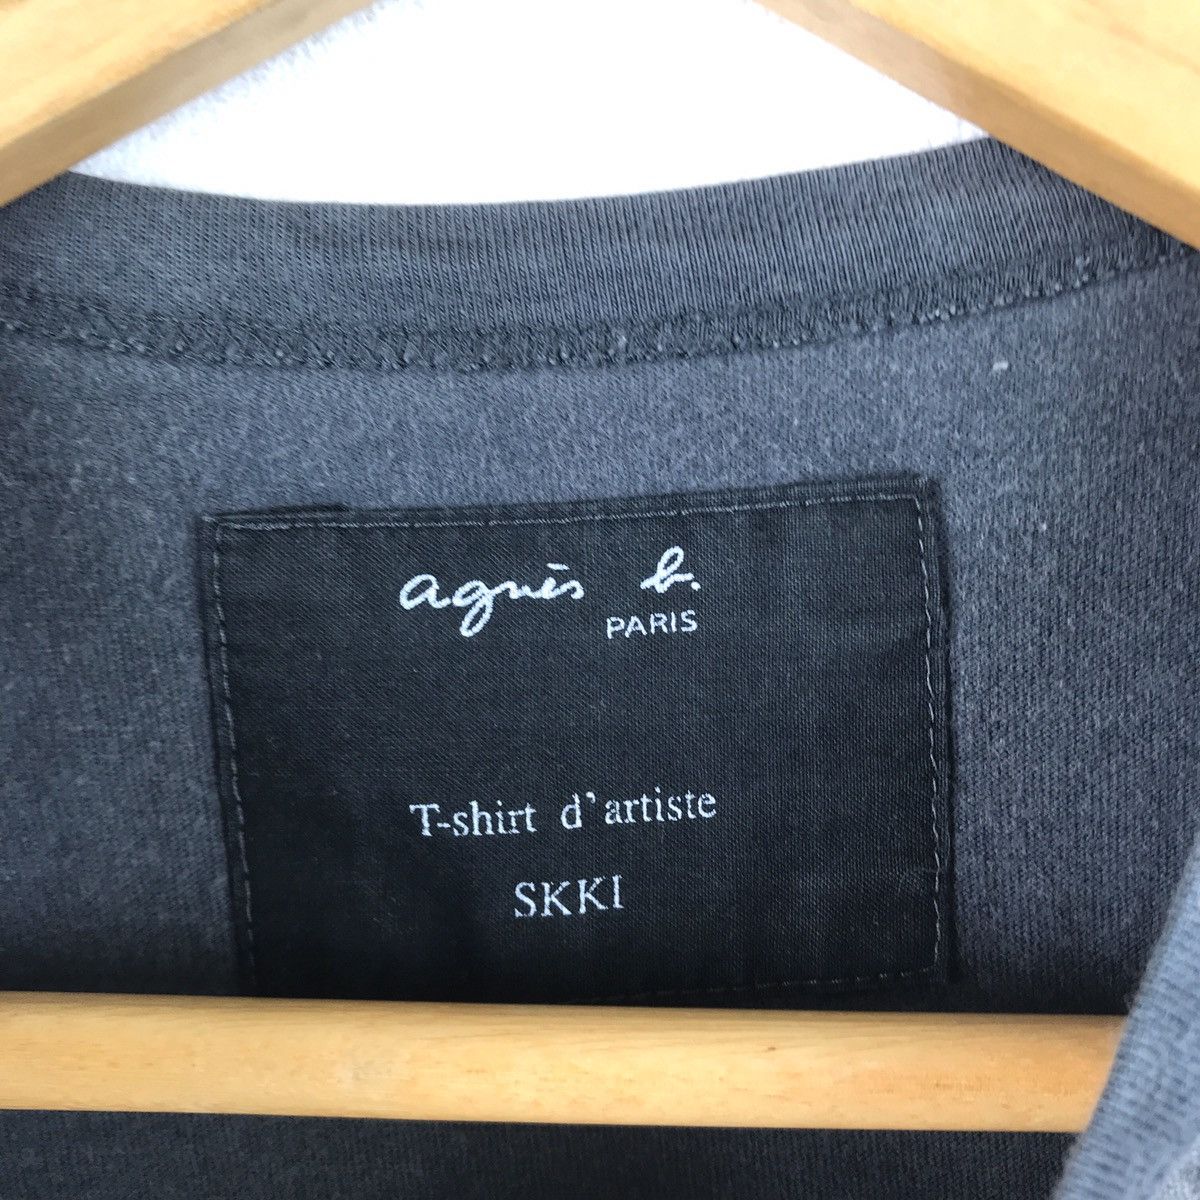 agnès b.
PARIS
T-shirt d'artiste
SKKI